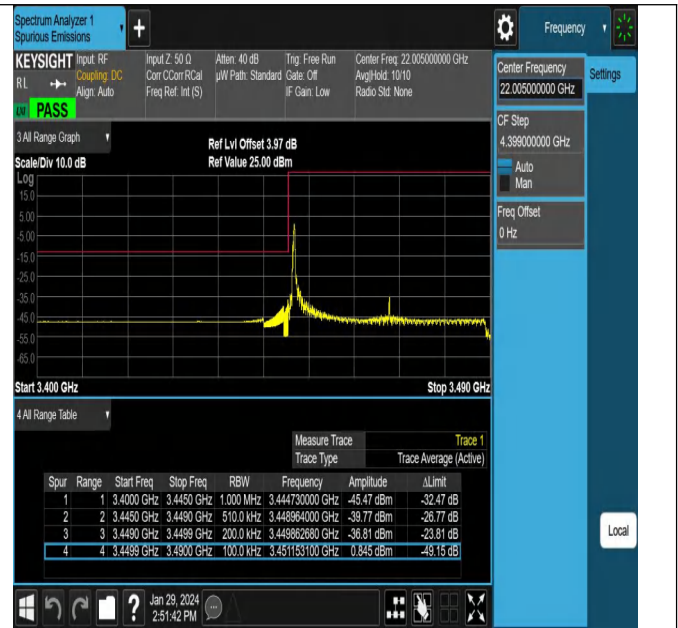 Spectrum Analyzer 1
Spurious Emissions
+
Frequency
KEYSIGHT
RL
Input: RF
Coupling: DC
Align: Auto
Input Z: 50 Ω
Corr CCorr RCal
Freq Ref: Int (S)
Atten: 40 dB
µW Path: Standard
Trig: Free Run
Gate: Off
IF Gain: Low
Center Freq: 22.005000000 GHz
Avg|Hold: 10/10
Radio Std: None
PASS
Center Frequency
22.005000000 GHz
Settings
CF Step
4.399000000 GHz
Auto
Man
Freq Offset
0 Hz
3 All Range Graph
Scale/Div 10.0 dB
Ref Lvl Offset 3.97 dB
Ref Value 25.00 dBm
Log
15.0
5.00
-5.00
-15.0
-25.0
-35.0
-45.0
-55.0
-65.0
Start 3.400 GHz
Stop 3.490 GHz
4 All Range Table
Measure Trace Trace 1
Trace Type Trace Average (Active)
Spur Range Start Freq Stop Freq RBW Frequency Amplitude ΔLimit
1 1 3.4000 GHz 3.4450 GHz 1.000 MHz 3.444730000 GHz -45.47 dBm -32.47 dB
2 2 3.4450 GHz 3.4490 GHz 510.0 kHz 3.448964000 GHz -39.77 dBm -26.77 dB
3 3 3.4490 GHz 3.4499 GHz 200.0 kHz 3.449862680 GHz -36.81 dBm -23.81 dB
4 4 3.4499 GHz 3.4900 GHz 100.0 kHz 3.451153100 GHz 0.845 dBm -49.15 dB
Local
?
Jan 29, 2024
2:51:42 PM